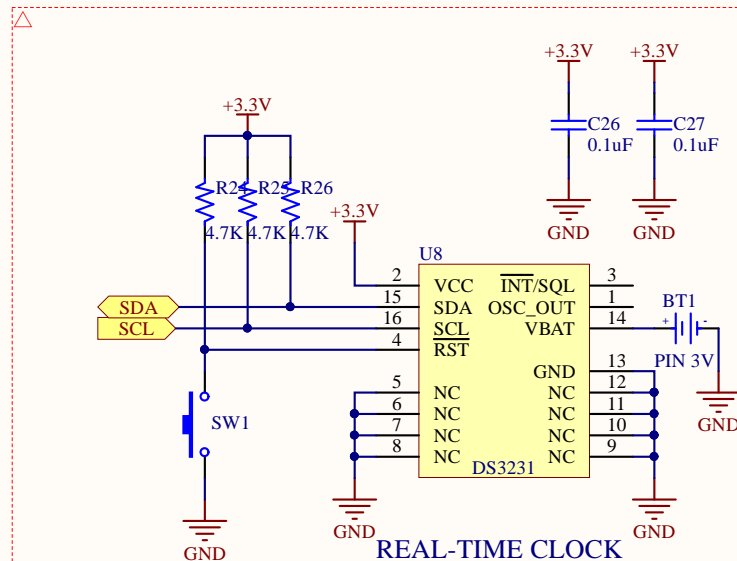 +3.3V
+3.3V
C26
0.1uF
C27
0.1uF
GND
GND
+3.3V
R24
R25
R26
4.7K
4.7K
4.7K
+3.3V
U8
2
VCC
INT/SQL
3
SDA
15
SDA
OSC_OUT
1
SCL
16
SCL
VBAT
14
BT1
+
-
PIN 3V
4
RST
GND
13
5
NC
NC
12
6
NC
NC
11
7
NC
NC
10
8
NC
NC
9
DS3231
SW1
GND
GND
GND
GND
REAL-TIME CLOCK